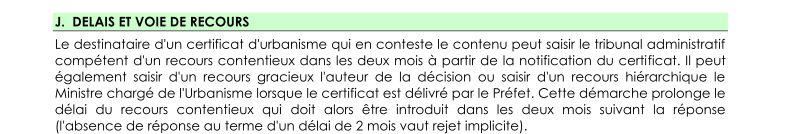 J. DELAIS ET VOIE DE RECOURS
Le destinataire d'un certificat d'urbanisme qui en conteste le contenu peut saisir le tribunal administratif
compétent d'un recours contentieux dans les deux mois à partir de la notification du certificat. Il peut
également saisir d'un recours gracieux l'auteur de la décision ou saisir d'un recours hiérarchique le
Ministre chargé de l'Urbanisme lorsque le certificat est délivré par le Préfet. Cette démarche prolonge le
délai du recours contentieux qui doit alors être introduit dans les deux mois suivant la réponse
(l'absence de réponse au terme d'un délai de 2 mois vaut rejet implicite).